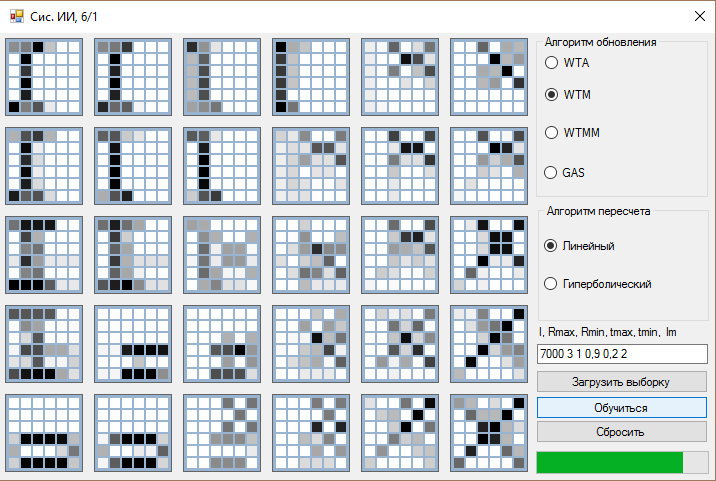 Сис. ИИ, 6/1
Алгоритм обновления
WTA
WTM
WTMM
GAS
Алгоритм пересчета
Линейный
Гиперболический
I, Rmax, Rmin, tmax, tmin, Im
7000 3 1 0,9 0,2 2
Загрузить выборку
Обучиться
Сбросить